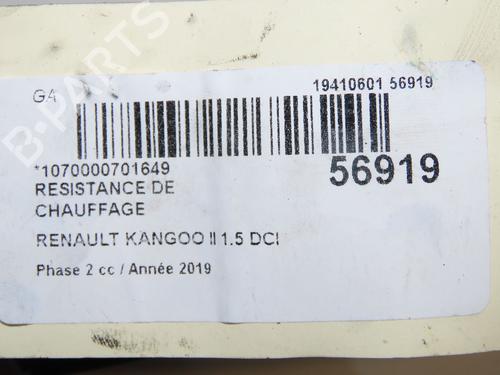 G4
19410601 56919
*1070000701649
56919
RESISTANCE DE
CHAUFFAGE
RENAULT KANGOO II 1.5 DCI
Phase 2 cc / Année 2019
B-PARTS